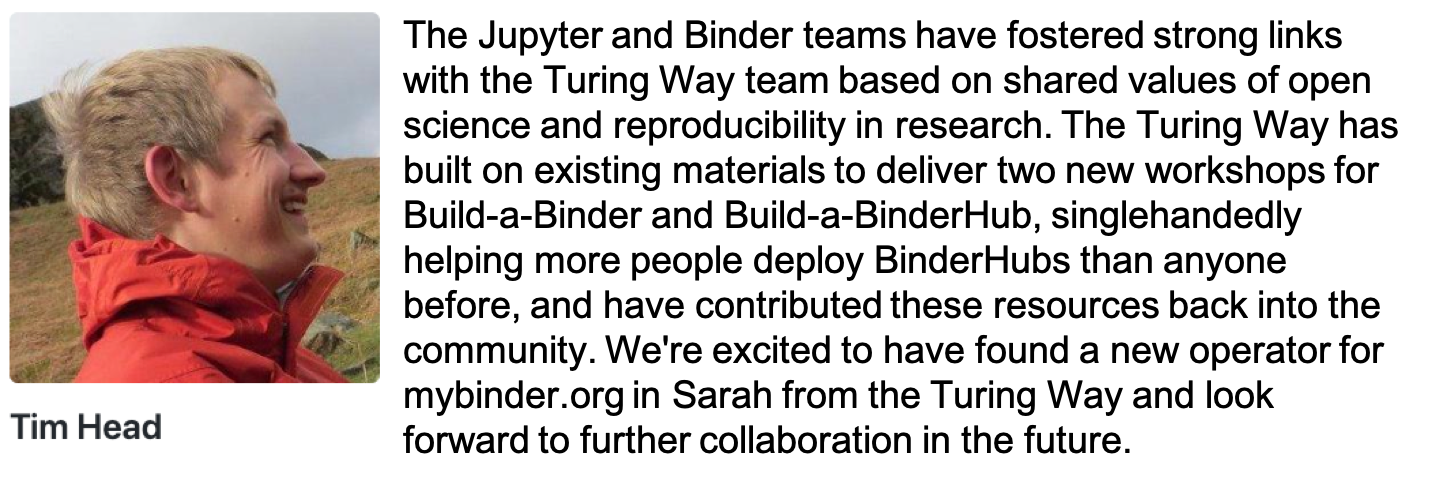 The Jupyter and Binder teams have fostered strong links
with the Turing Way team based on shared values of open
science and reproducibility in research. The Turing Way has
built on existing materials to deliver two new workshops for
Build-a-Binder and Build-a-BinderHub, singlehandedly
helping more people deploy BinderHubs than anyone
before, and have contributed these resources back into the
community. We're excited to have found a new operator for
mybinder.org in Sarah from the Turing Way and look
forward to further collaboration in the future.
Tim Head